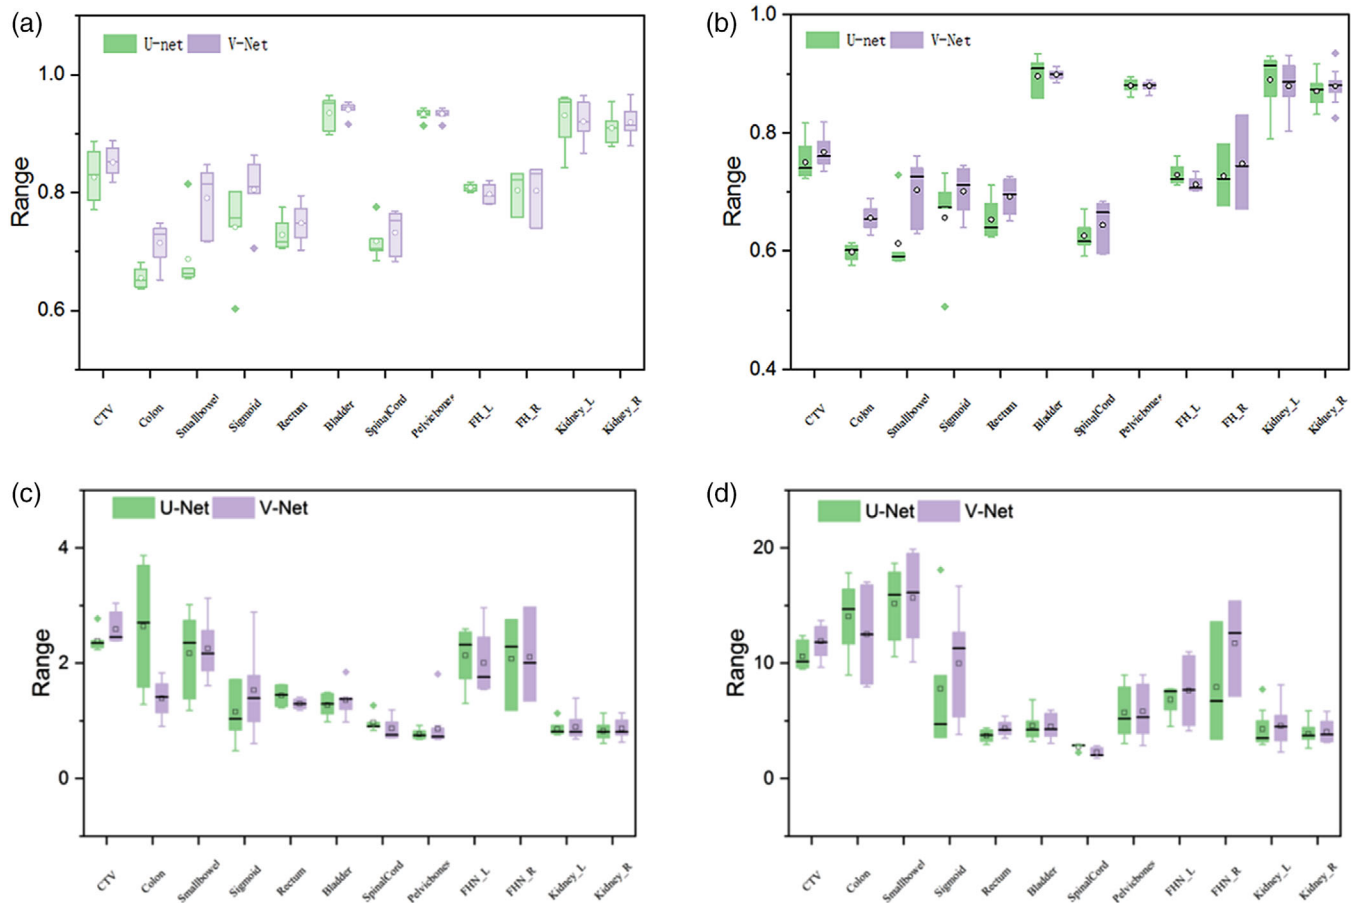 (a)
U-net V-Net
Range
1.0
0.8
0.6
CTV Colon Smallbowel Sigmoid Rectum Bladder SpinalCord Pelvicbones FH_L FH_R Kidney_L Kidney_R
(b)
U-net V-Net
Range
1.0
0.8
0.6
0.4
CTV Colon Smallbowel Sigmoid Rectum Bladder SpinalCord Pelvicbones FH_L FH_R Kidney_L Kidney_R
(c)
U-Net V-Net
Range
4
2
0
CTV Colon Smallbowel Sigmoid Rectum Bladder SpinalCord Pelvicbones FHN_L FHN_R Kidney_L Kidney_R
(d)
U-Net V-Net
Range
20
10
0
CTV Colon Smallbowel Sigmoid Rectum Bladder SpinalCord Pelvicbones FHN_L FHN_R Kidney_L Kidney_R